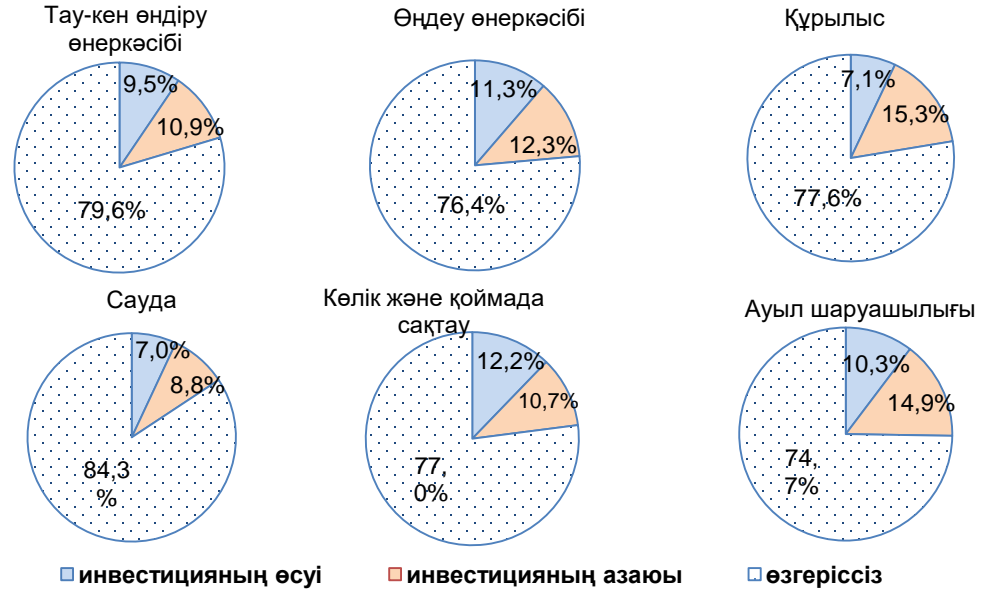 Тау-кен өндіру
өнеркәсібі
9,5%
10,9%
79,6%
Өңдеу өнеркәсібі
11,3%
12,3%
76,4%
Құрылыс
7,1%
15,3%
77,6%
Сауда
7,0%
8,8%
84,3
%
Көлік және қоймада
сақтау
12,2%
10,7%
77,
0%
Ауыл шаруашылығы
10,3%
14,9%
74,
7%
инвестицияның өсуі
инвестицияның азаюы
өзгеріссіз